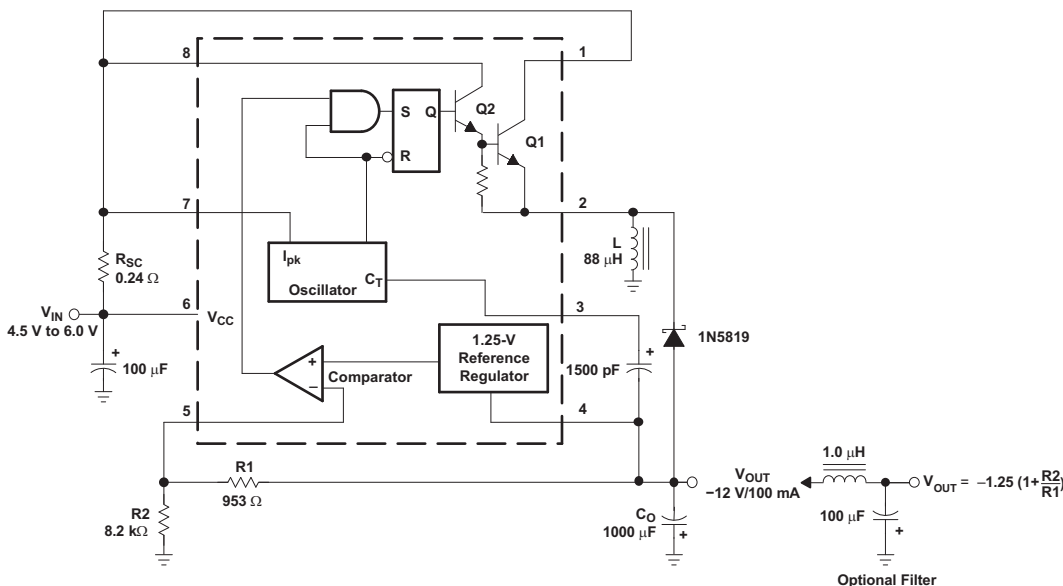 8
1
S
Q
Q2
Q1
R
7
2
Ipk
CT
Oscillator
L
88 μH
RSC
0.24 Ω
6
VCC
VIN
4.5 V to 6.0 V
3
+
100 μF
+
−
Comparator
1.25-V
Reference
Regulator
1500 pF
+
1N5819
5
4
R1
953 Ω
R2
8.2 kΩ
VOUT
−12 V/100 mA
CO
1000 μF
+
1.0 μH
VOUT = −1.25 (1+R2/R1)
100 μF
+
Optional Filter